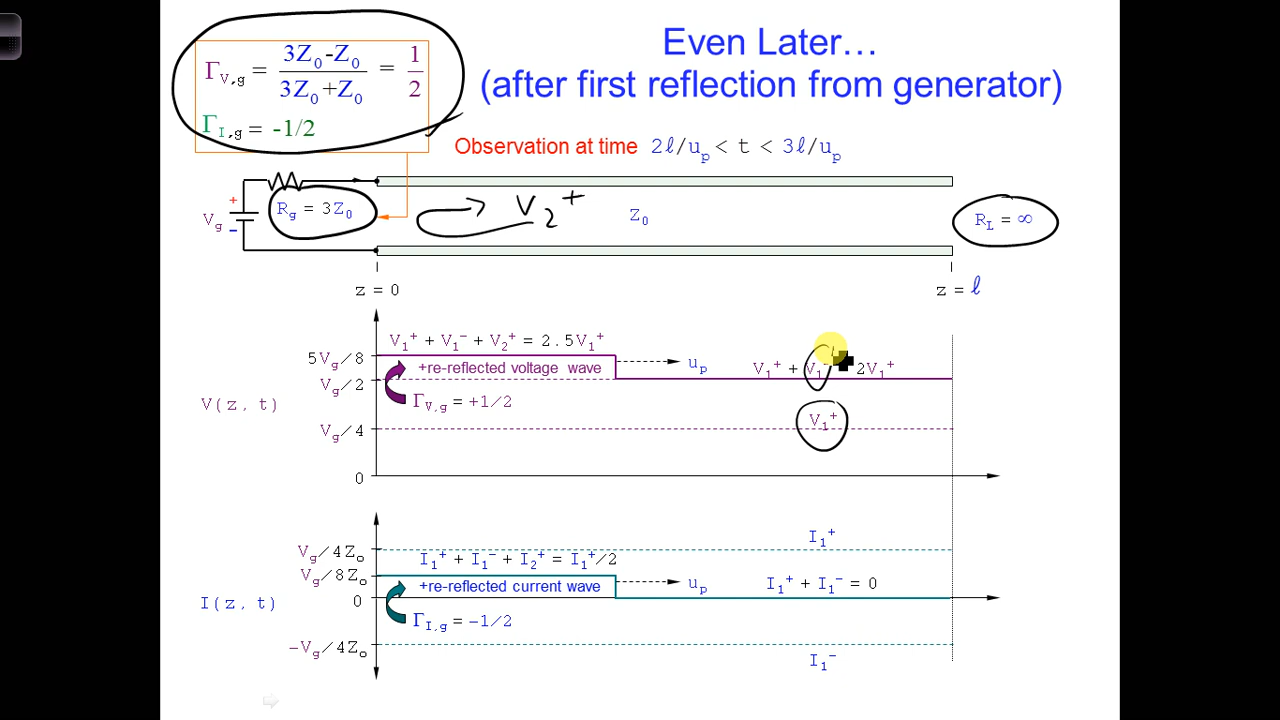 Even Later…
(after first reflection from generator)
Γ_V,g = (3Z₀-Z₀)/(3Z₀+Z₀) = 1/2
Γ_I,g = -1/2
Observation at time 2ℓ/u_p < t < 3ℓ/u_p
V_g + -
R_g = 3Z₀
V₂⁺
Z₀
R_L = ∞
z = 0
z = ℓ
V₁⁺ + V₁⁻ + V₂⁺ = 2.5V₁⁺
5V_g/8
+re-reflected voltage wave
u_p
V₁⁺ + V₁⁻ 2V₁⁺
V_g/2
V(z, t)
Γ_V,g = +1/2
V₁⁺
V_g/4
0
I₁⁺
V_g/4Z₀
I₁⁺ + I₁⁻ + I₂⁺ = I₁⁺/2
V_g/8Z₀
+re-reflected current wave
u_p
I₁⁺ + I₁⁻ = 0
0
I(z, t)
Γ_I,g = −1/2
−V_g/4Z₀
I₁⁻